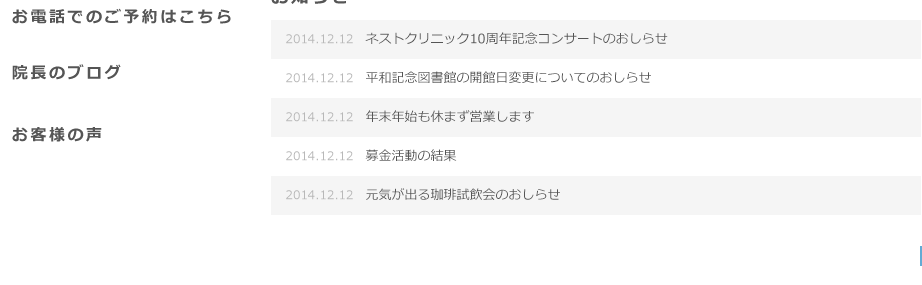 お電話でのご予約はこちら
院長のブログ
お客様の声
お知らせ
2014.12.12 ネストクリニック10周年記念コンサートのおしらせ
2014.12.12 平和記念図書館の開館日変更についてのおしらせ
2014.12.12 年末年始も休まず営業します
2014.12.12 募金活動の結果
2014.12.12 元気が出る珈琲試飲会のおしらせ